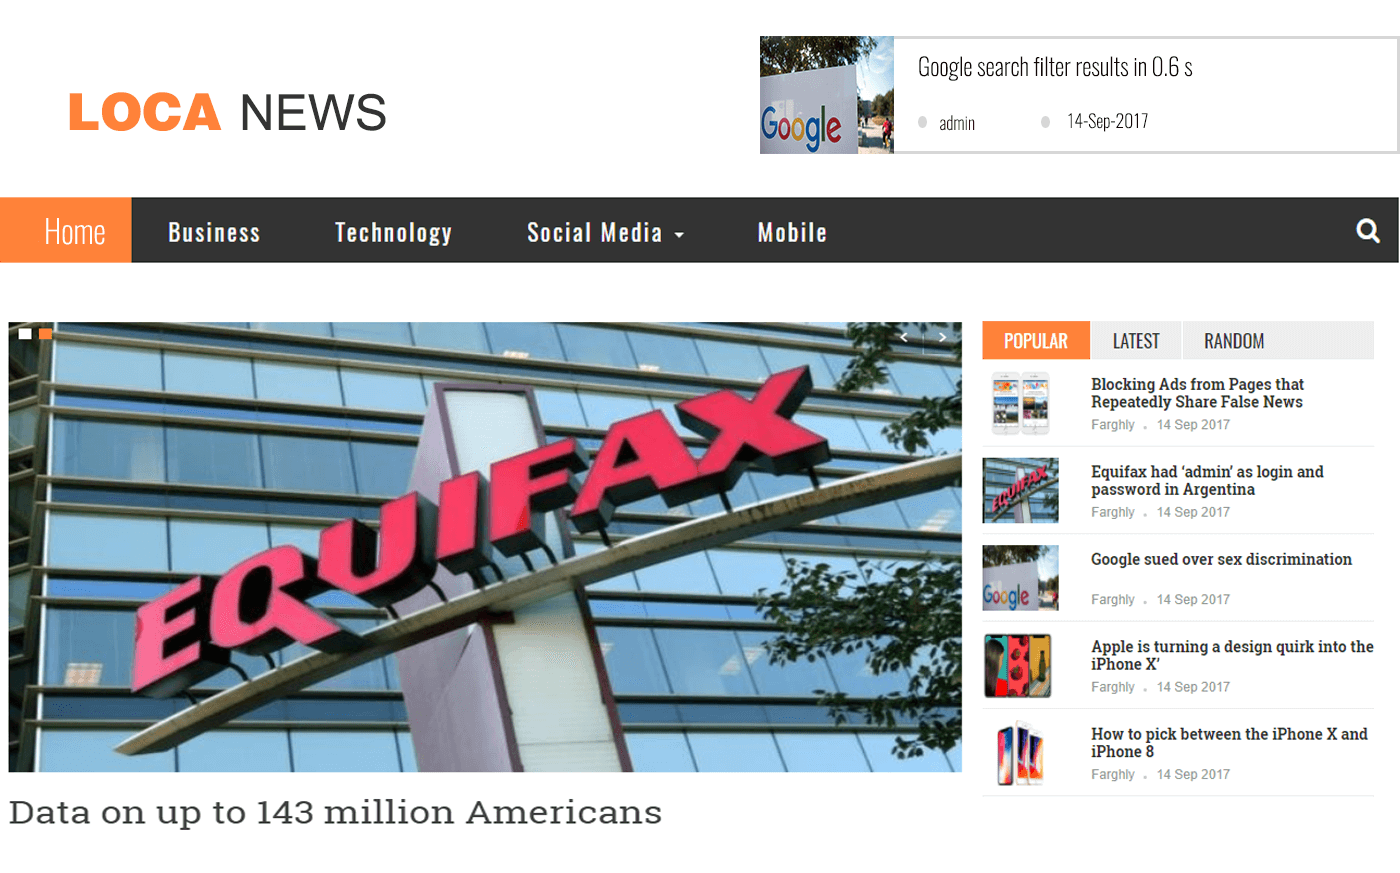 LOCA NEWS
Google search filter results in 0.6 s
Google
admin 14-Sep-2017
Home Business Technology Social Media Mobile
EQUIFAX
Data on up to 143 million Americans
POPULAR LATEST RANDOM
Blocking Ads from Pages that
Repeatedly Share False News
Farghly 14 Sep 2017
EQUIFAX
Equifax had ‘admin’ as login and
password in Argentina
Farghly 14 Sep 2017
Google
Google sued over sex discrimination
Farghly 14 Sep 2017
Apple is turning a design quirk into the
iPhone X’
Farghly 14 Sep 2017
How to pick between the iPhone X and
iPhone 8
Farghly 14 Sep 2017